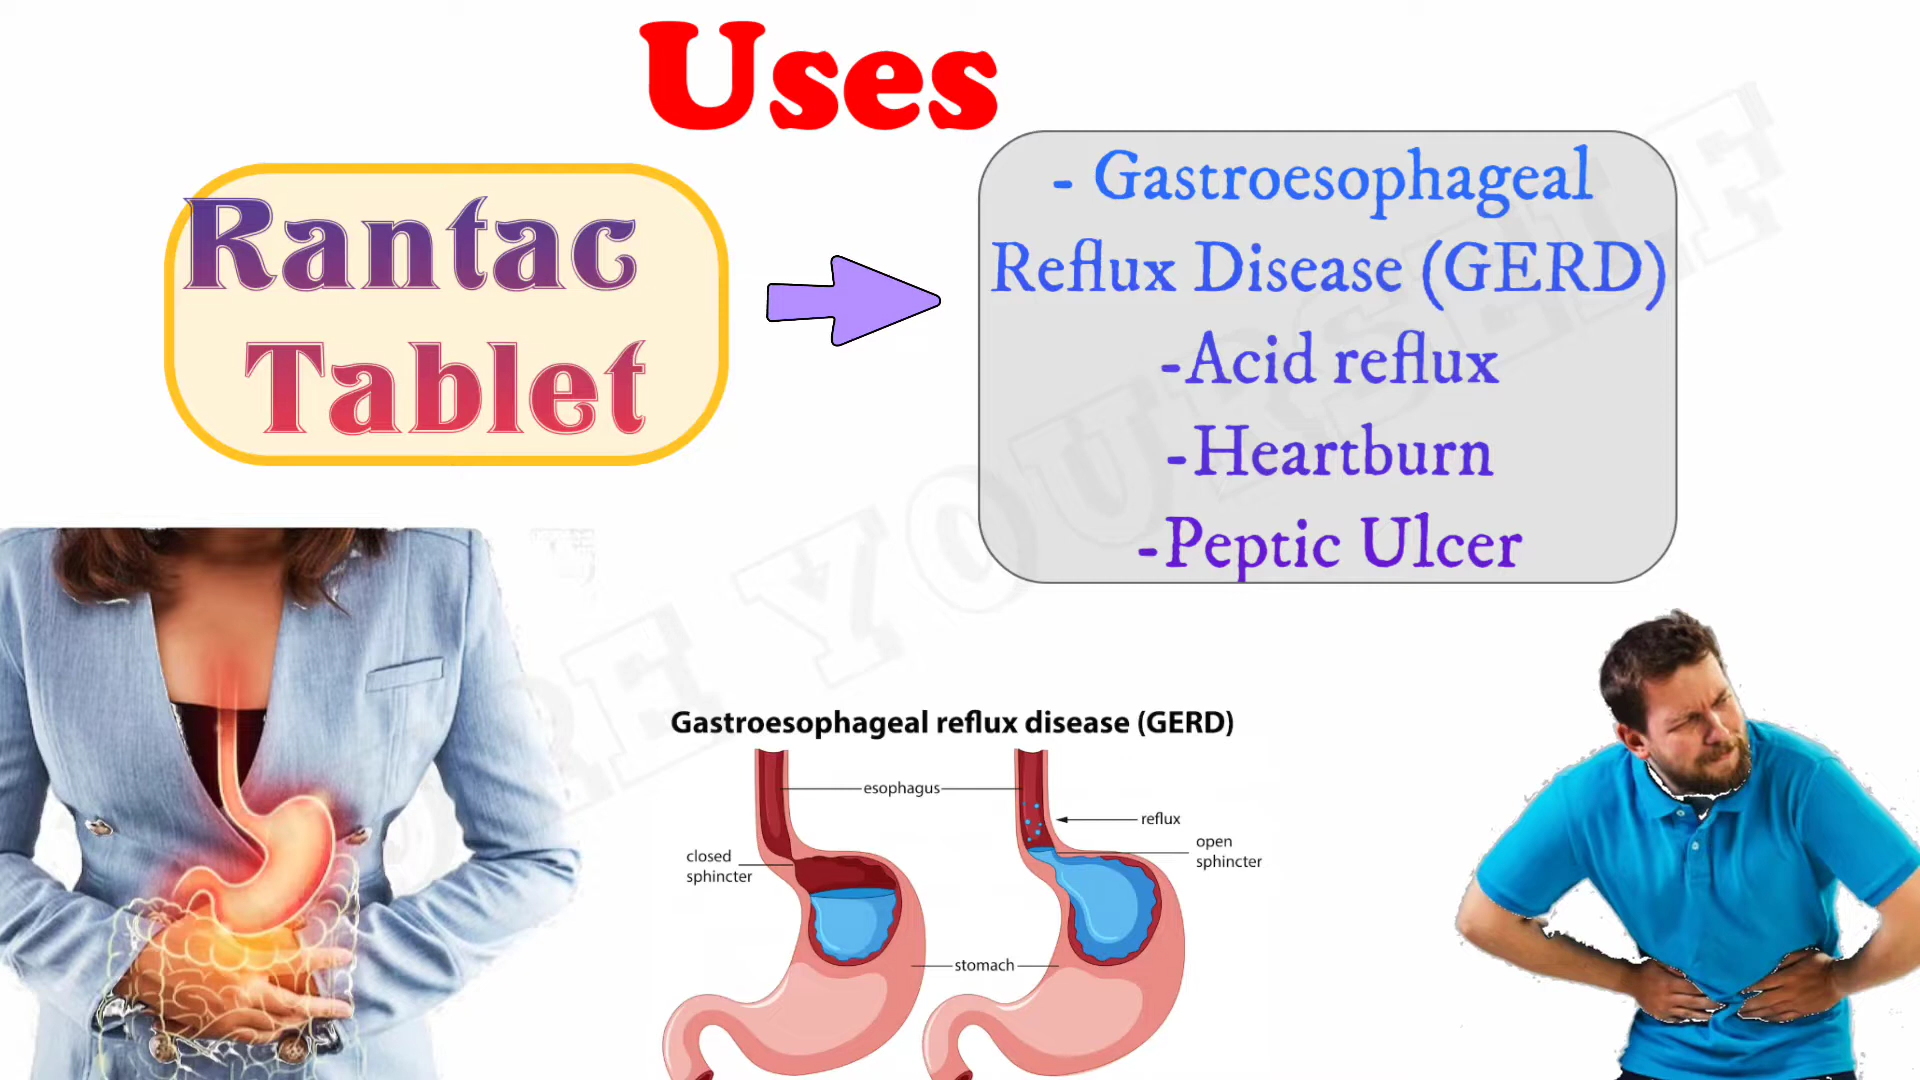 Uses
Rantac
Tablet
- Gastroesophageal
Reflux Disease (GERD)
-Acid reflux
-Heartburn
-Peptic Ulcer
Gastroesophageal reflux disease (GERD)
esophagus
reflux
open
sphincter
closed
sphincter
stomach